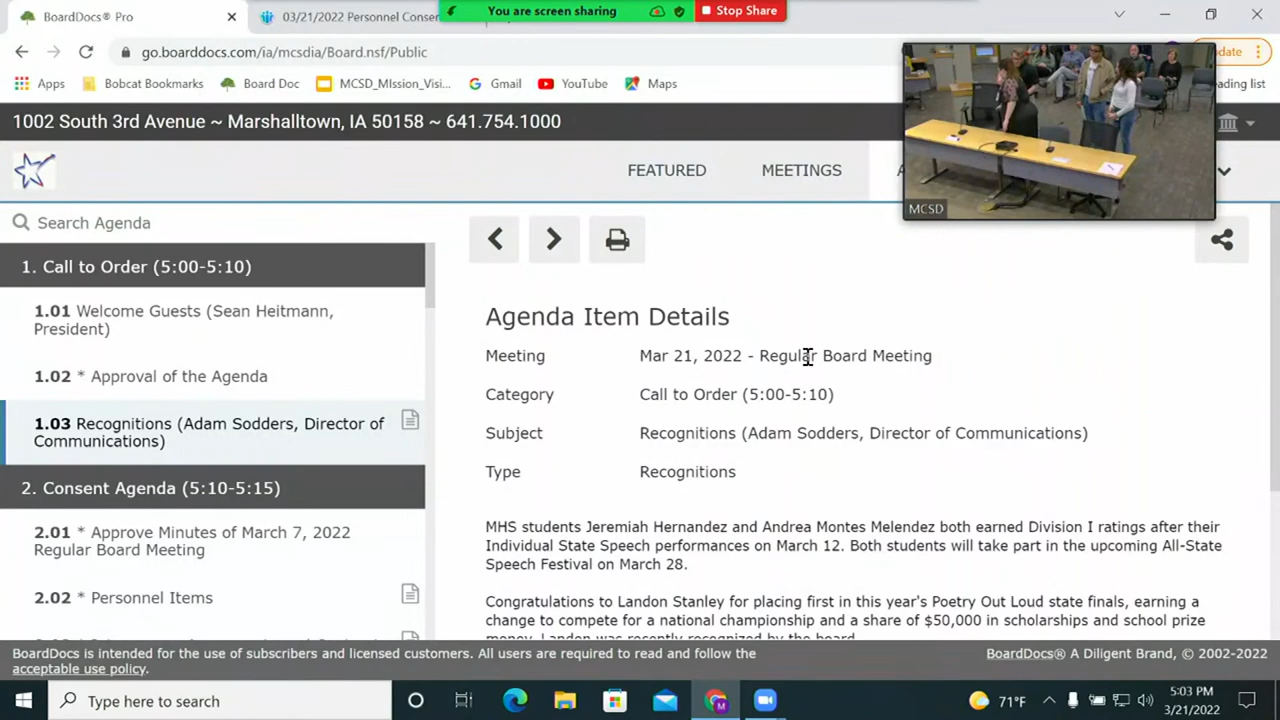 BoardDocs® Pro
03/21/2022 Personnel Conser
You are screen sharing
Stop Share
go.boarddocs.com/ia/mcsdia/Board.nsf/Public
Apps
Bobcat Bookmarks
Board Doc
MCSD_MIssion_Visi...
Gmail
YouTube
Maps
1002 South 3rd Avenue ~ Marshalltown, IA 50158 ~ 641.754.1000
MCSD
FEATURED
MEETINGS
Search Agenda
1. Call to Order (5:00-5:10)
1.01 Welcome Guests (Sean Heitmann,
President)
1.02 * Approval of the Agenda
1.03 Recognitions (Adam Sodders, Director of
Communications)
2. Consent Agenda (5:10-5:15)
2.01 * Approve Minutes of March 7, 2022
Regular Board Meeting
2.02 * Personnel Items
Agenda Item Details
Meeting Mar 21, 2022 - Regular Board Meeting
Category Call to Order (5:00-5:10)
Subject Recognitions (Adam Sodders, Director of Communications)
Type Recognitions
MHS students Jeremiah Hernandez and Andrea Montes Melendez both earned Division I ratings after their
Individual State Speech performances on March 12. Both students will take part in the upcoming All-State
Speech Festival on March 28.
Congratulations to Landon Stanley for placing first in this year's Poetry Out Loud state finals, earning a
change to compete for a national championship and a share of $50,000 in scholarships and school prize
money. Landon was recently recognized by the board.
BoardDocs is intended for the use of subscribers and licensed customers. All users are required to read and follow the
acceptable use policy.
BoardDocs® A Diligent Brand, © 2002-2022
Type here to search
71°F
5:03 PM
3/21/2022